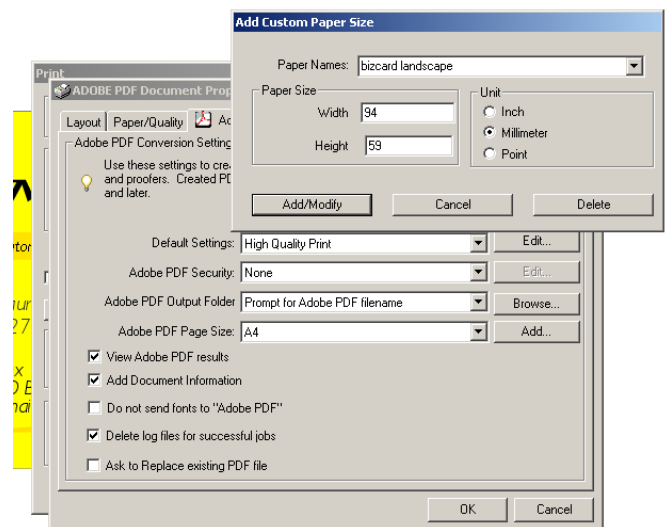 Add Custom Paper Size
Paper Names: bizcard landscape
Paper Size
Width 94
Height 59
Unit
Inch
Millimeter
Point
Add/Modify Cancel Delete
Print
ADOBE PDF Document
Layout Paper/Quality
Adobe PDF Conversion
Use these settings to
and proofers. Created
and later.
Default Settings: High Quality Print Edit...
Adobe PDF Security: None Edit...
Adobe PDF Output Folder Prompt for Adobe PDF filename Browse...
Adobe PDF Page Size: A4 Add...
View Adobe PDF results
Add Document Information
Do not send fonts to "Adobe PDF"
Delete log files for successful jobs
Ask to Replace existing PDF file
OK Cancel